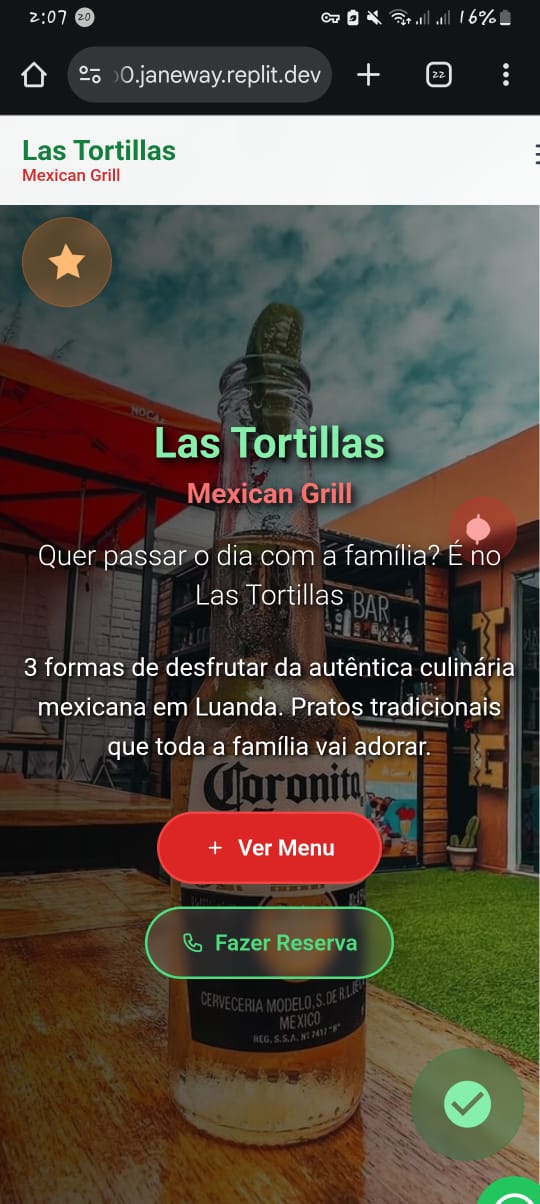 2:07 20 16%
0.janeway.replit.dev 22
Las Tortillas
Mexican Grill
NOCAL
Las Tortillas
Mexican Grill
Quer passar o dia com a família? É no
Las Tortillas
BAR
3 formas de desfrutar da autêntica culinária
mexicana em Luanda. Pratos tradicionais
que toda a família vai adorar.
Coronita
+ Ver Menu
Fazer Reserva
CERVECERIA MODELO, S. DE R.L. DE C.
MEXICO
REG. S.S.A. Nº 7417 "B"